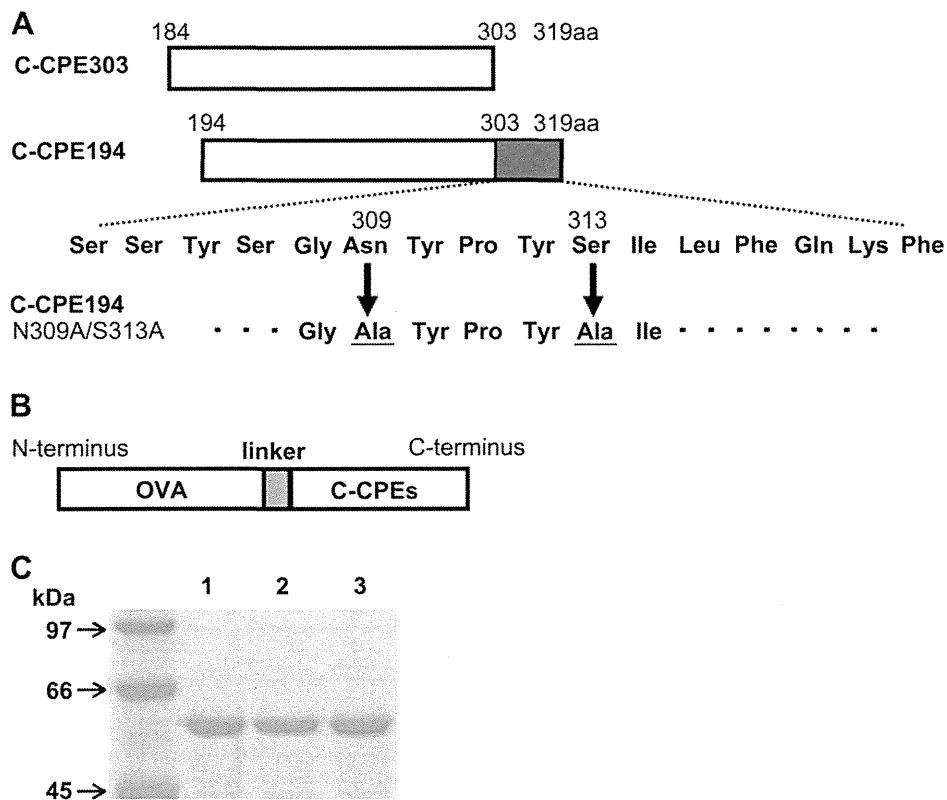 A
184 303 319aa
C-CPE303
194 303 319aa
C-CPE194
309 313
Ser Ser Tyr Ser Gly Asn Tyr Pro Tyr Ser Ile Leu Phe Gln Lys Phe
C-CPE194
N309A/S313A - - - - Gly Ala Tyr Pro Tyr Ala Ile - - - - - - - - -
B
N-terminus linker C-terminus
OVA C-CPEs
C
kDa 1 2 3
97
66
45